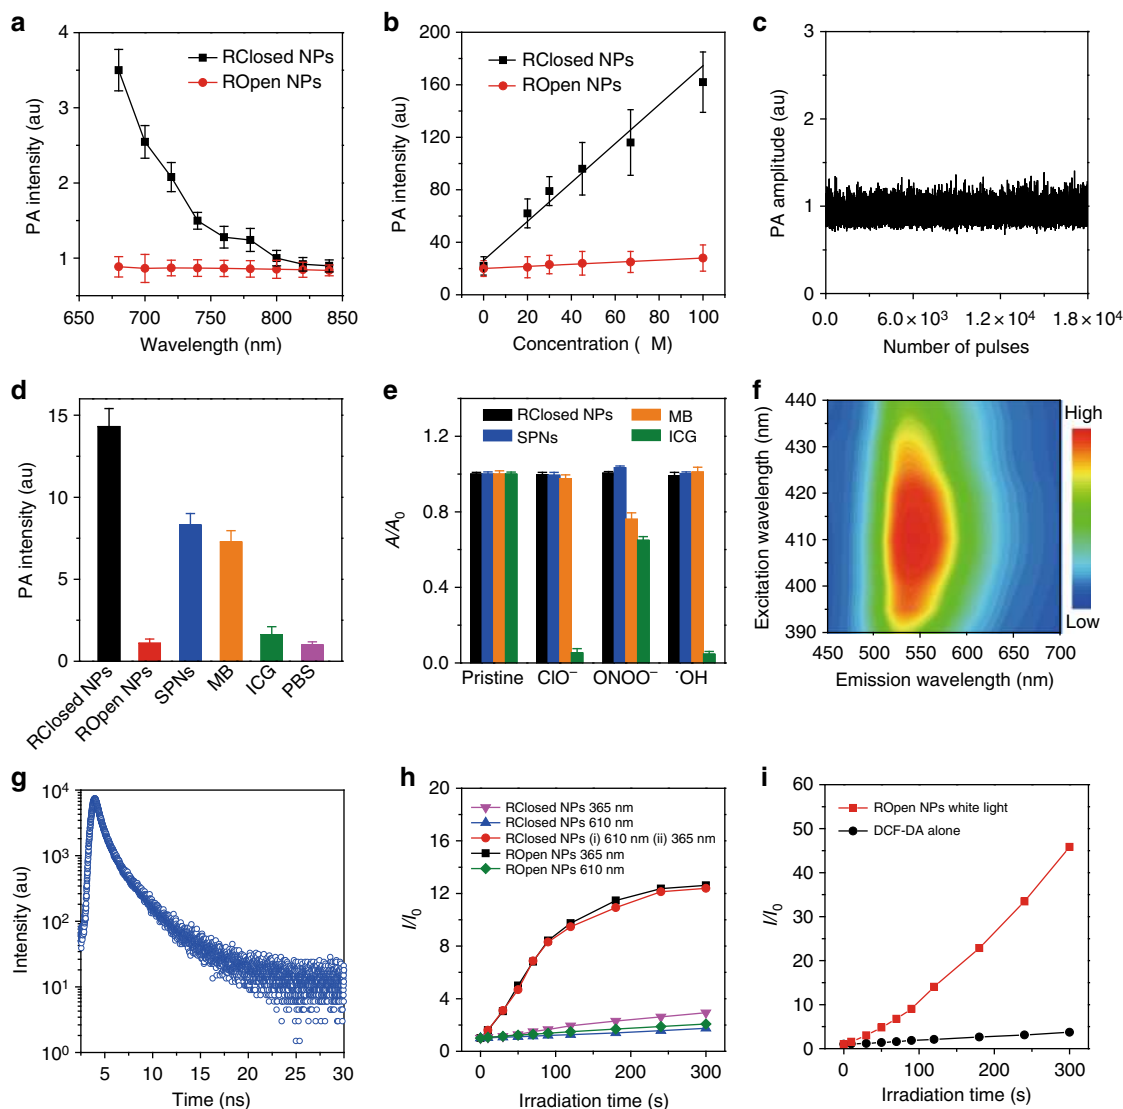 a
RClosed NPs
ROpen NPs
PA intensity (au)
4
3
2
1
650
700
750
800
850
Wavelength (nm)
b
RClosed NPs
ROpen NPs
PA intensity (au)
200
160
120
80
40
0
0
20
40
60
80
100
Concentration ( M)
c
PA amplitude (au)
3
2
1
0
0.0
6.0 × 10³
1.2 × 10⁴
1.8 × 10⁴
Number of pulses
d
PA intensity (au)
15
10
5
0
RClosed NPs
ROpen NPs
SPNs
MB
ICG
PBS
e
RClosed NPs
SPNs
MB
ICG
A/A₀
1.2
0.8
0.4
0.0
Pristine
ClO⁻
ONOO⁻
·OH
f
Excitation wavelength (nm)
440
430
420
410
400
390
450
500
550
600
650
700
Emission wavelength (nm)
High
Low
g
Intensity (au)
10⁴
10³
10²
10¹
10⁰
5
10
15
20
25
30
Time (ns)
h
RClosed NPs 365 nm
RClosed NPs 610 nm
RClosed NPs (i) 610 nm (ii) 365 nm
ROpen NPs 365 nm
ROpen NPs 610 nm
I/I₀
20
16
12
8
4
0
0
100
200
300
Irradiation time (s)
i
ROpen NPs white light
DCF-DA alone
I/I₀
60
50
40
30
20
10
0
0
100
200
300
Irradiation time (s)